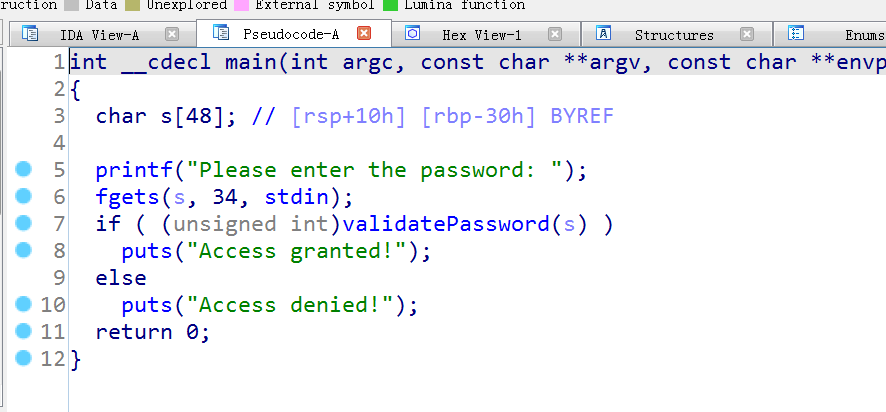 ruction Data Unexplored External symbol Lumina function
IDA View-A Pseudocode-A Hex View-1 Structures Enums
1 int __cdecl main(int argc, const char **argv, const char **envp
2 {
3 char s[48]; // [rsp+10h] [rbp-30h] BYREF
4
5 printf("Please enter the password: ");
6 fgets(s, 34, stdin);
7 if ( (unsigned int)validatePassword(s) )
8 puts("Access granted!");
9 else
10 puts("Access denied!");
11 return 0;
12 }